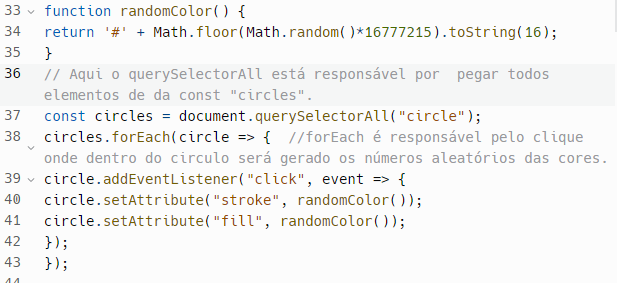 33 function randomColor() {
34 return '#' + Math.floor(Math.random()*16777215).toString(16);
35 }
36 // Aqui o querySelectorAll está responsável por  pegar todos
elementos de da const "circles".
37 const circles = document.querySelectorAll("circle");
38 circles.forEach(circle => {  //forEach é responsável pelo clique
onde dentro do circulo será gerado os números aleatórios das cores.
39 circle.addEventListener("click", event => {
40 circle.setAttribute("stroke", randomColor());
41 circle.setAttribute("fill", randomColor());
42 });
43 });